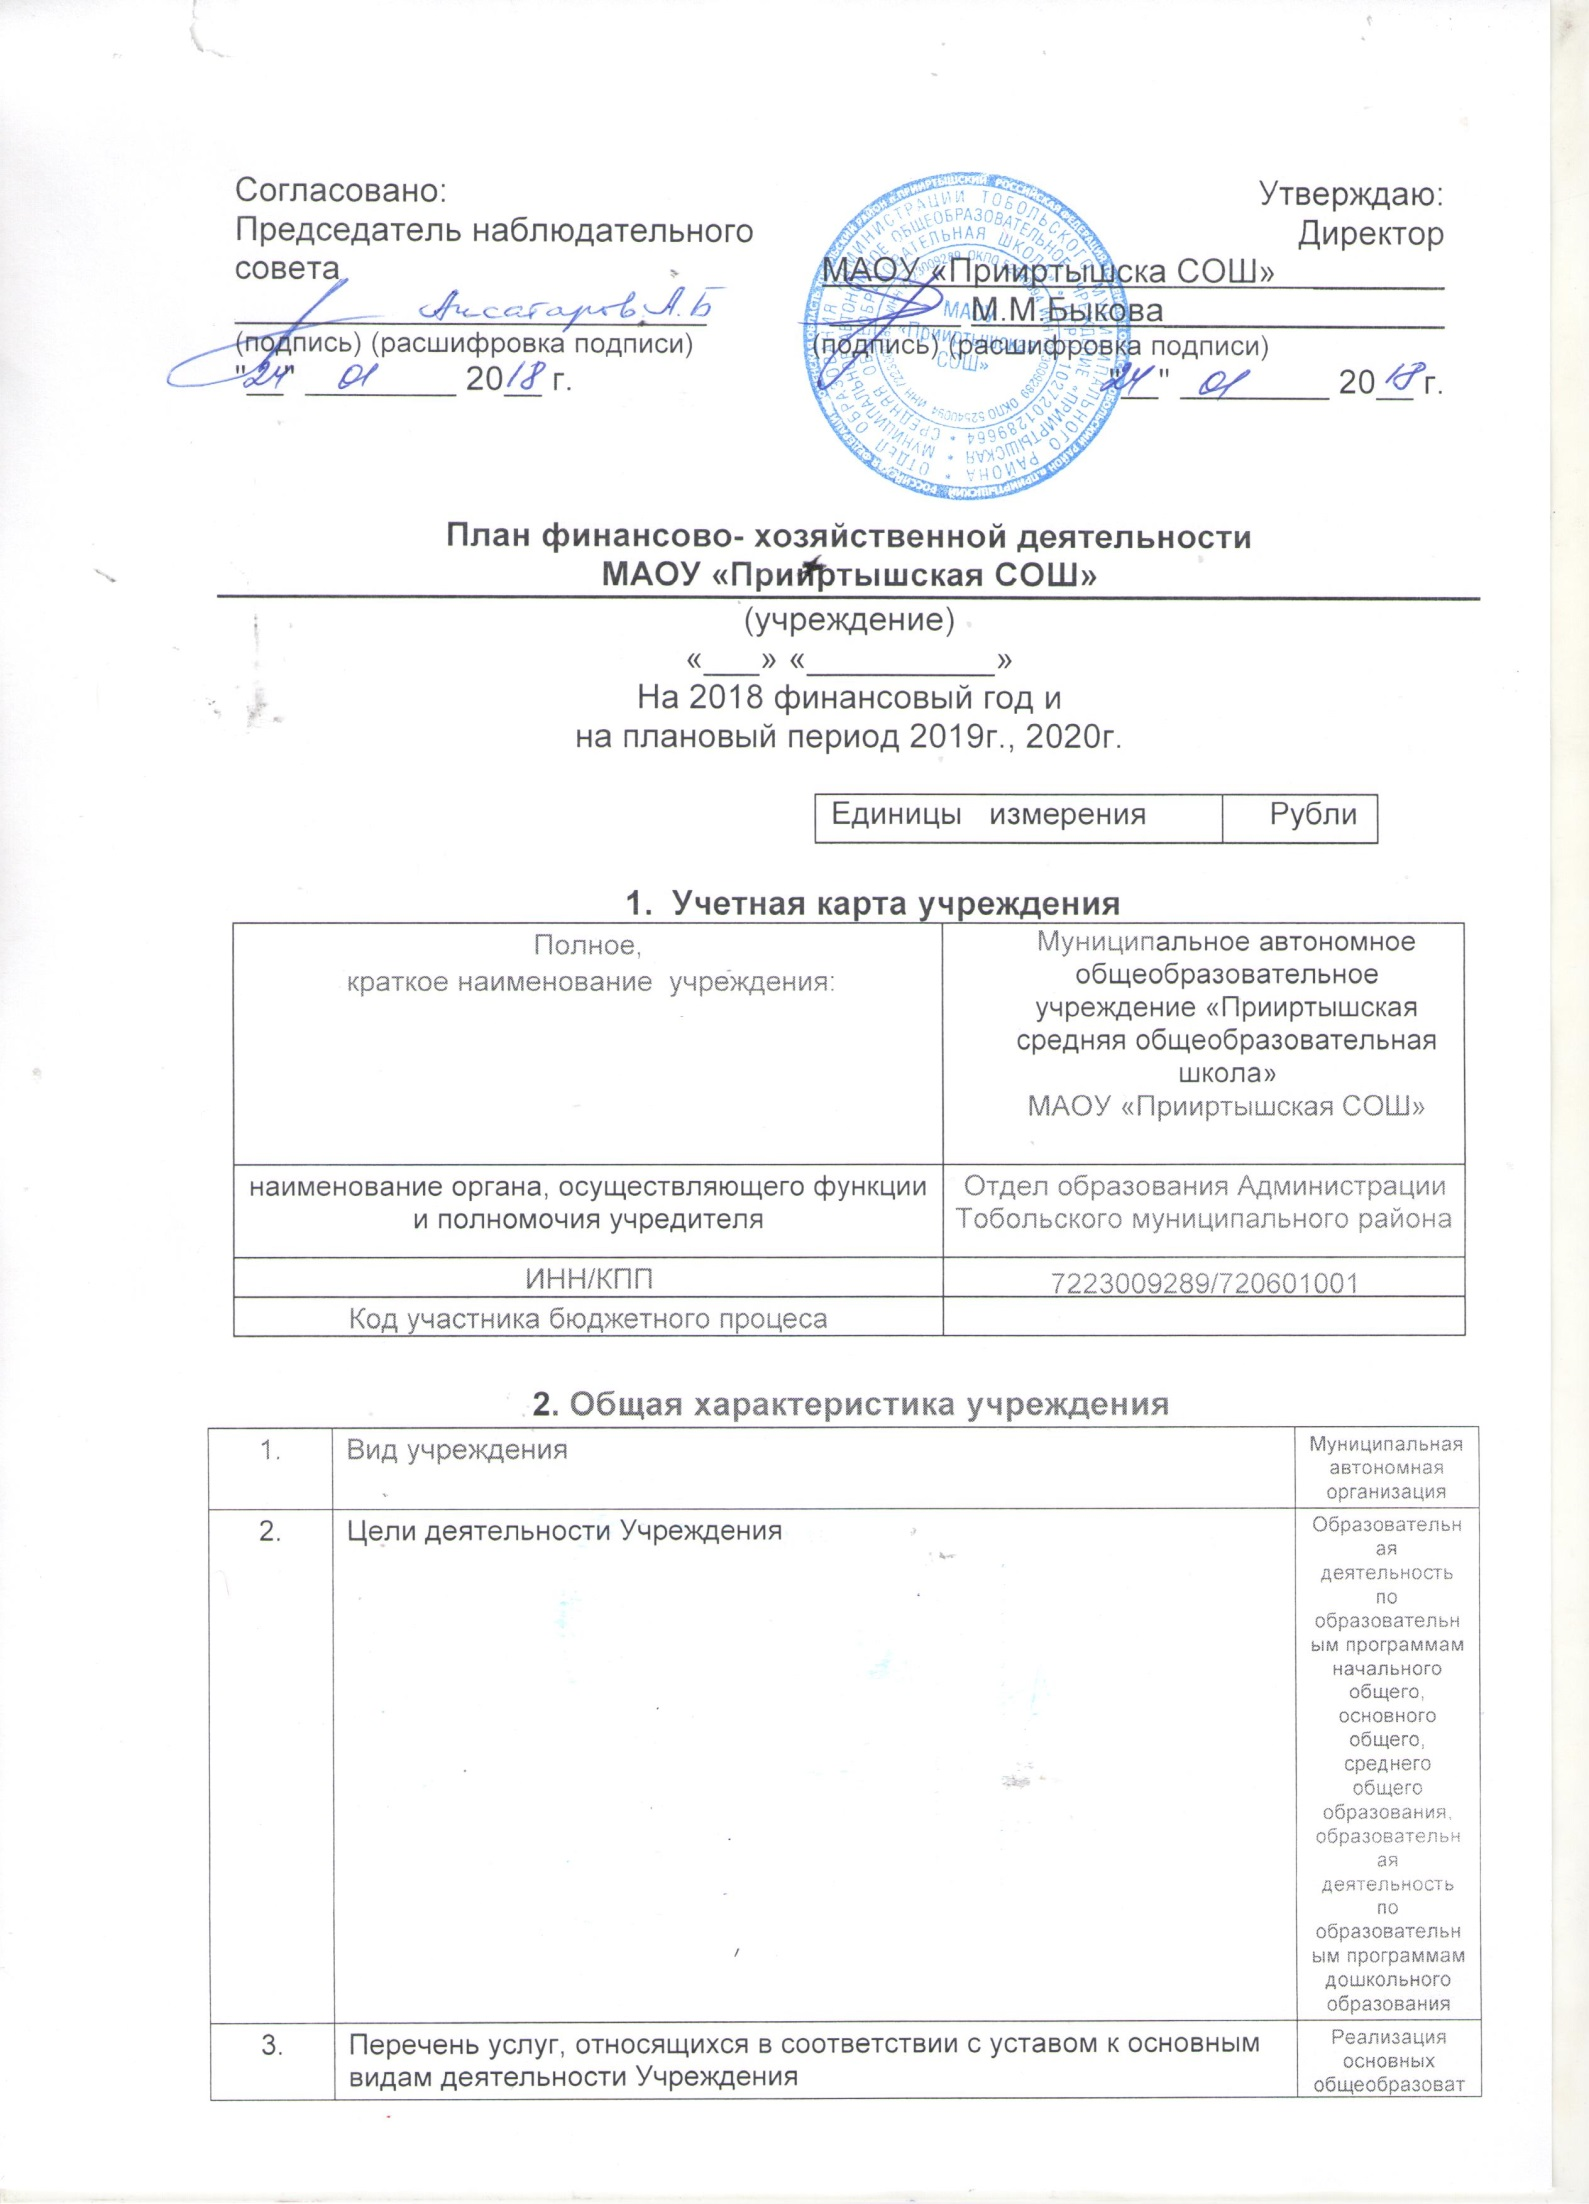 Согласовано:
Председатель наблюдательного
совета
Аксатаров А.Б
(подпись) (расшифровка подписи)
"24" 01 2018 г.
Утверждаю:
Директор
МАОУ «Прииртышска СОШ»
М.М.Быкова
(подпись) (расшифровка подписи)
"24" 01 2018 г.
МАОУ
«Прииртышская
СОШ»
План финансово- хозяйственной деятельности
МАОУ «Прииртышская СОШ»
(учреждение)
«___» «__________»
На 2018 финансовый год и
на плановый период 2019г., 2020г.
Единицы измерения Рубли
1. Учетная карта учреждения
Полное,
краткое наименование учреждения:
Муниципальное автономное
общеобразовательное
учреждение «Прииртышская
средняя общеобразовательная
школа»
МАОУ «Прииртышская СОШ»
наименование органа, осуществляющего функции
и полномочия учредителя
Отдел образования Администрации
Тобольского муниципального района
ИНН/КПП 7223009289/720601001
Код участника бюджетного процеса
2. Общая характеристика учреждения
1. Вид учреждения
Муниципальная
автономная
организация
2. Цели деятельности Учреждения
Образовательн
ая
деятельность
по
образовательн
ым программам
начального
общего,
основного
общего,
среднего
общего
образования,
образовательн
ая
деятельность
по
образовательн
ым программам
дошкольного
образования
3. Перечень услуг, относящихся в соответствии с уставом к основным
видам деятельности Учреждения
Реализация
основных
общеобразоват